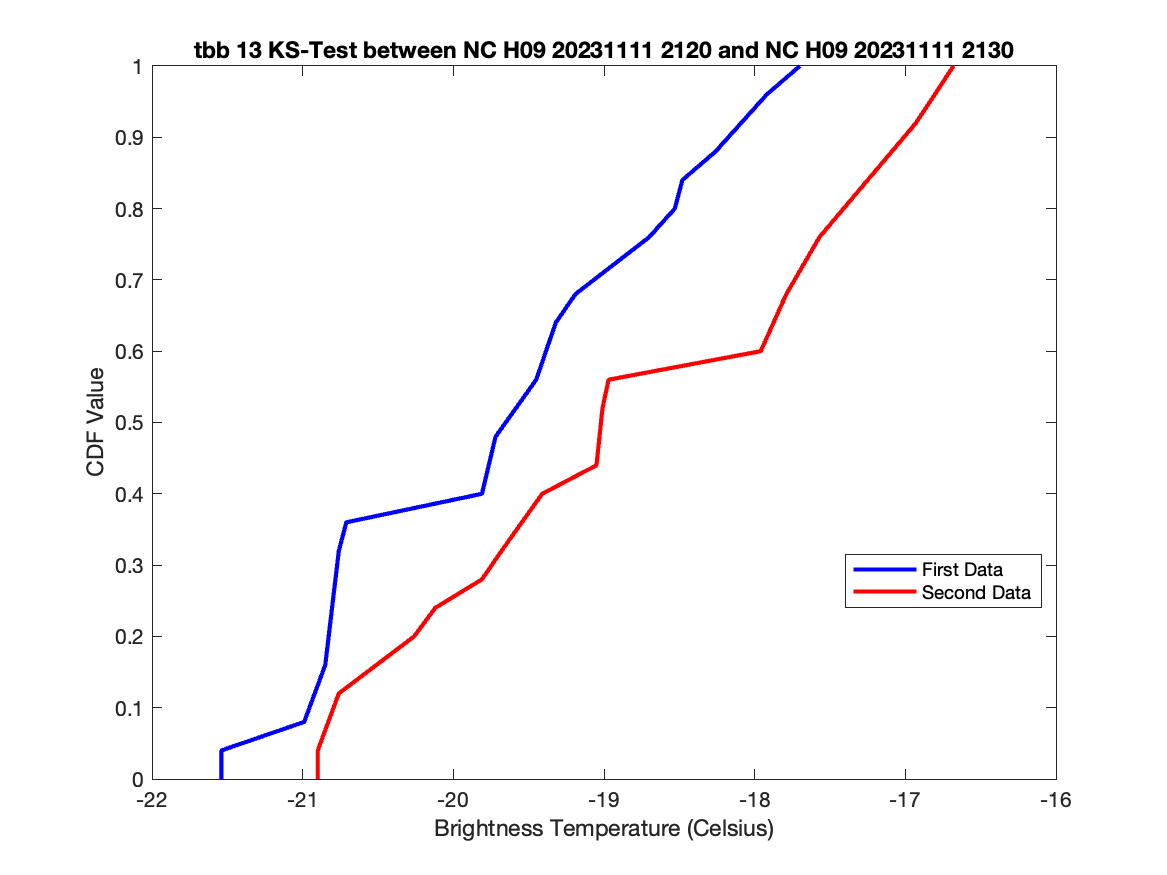 tbb 13 KS-Test between NC H09 20231111 2120 and NC H09 20231111 2130
1
0.9
0.8
0.7
0.6
0.5
0.4
0.3
0.2
0.1
0
CDF Value
First Data
Second Data
-22 -21 -20 -19 -18 -17 -16
Brightness Temperature (Celsius)